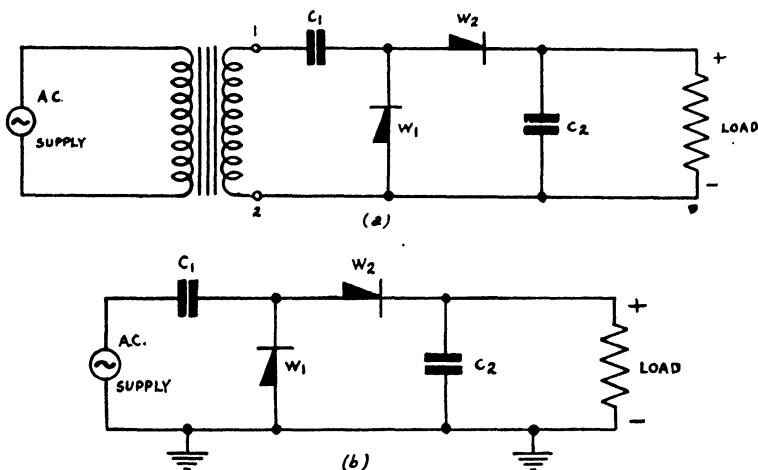 1
C1
W2
A.C.
SUPPLY
W1
C2
+
LOAD
-
2
(a)
C1
W2
A.C.
SUPPLY
W1
C2
+
LOAD
-
(b)